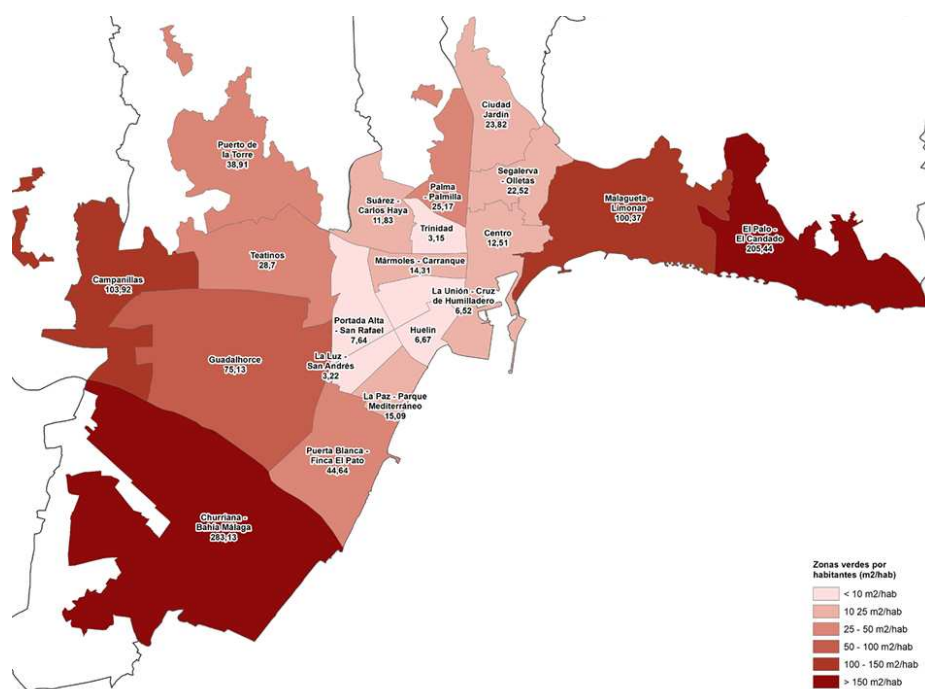 Ciudad
Jardín
23,82
Puerto de
la Torre
38,91
Segalerva -
Olletas
22,52
Palma
- Palmilla
25,17
Suárez -
Carlos Haya
11,83
Malagueta -
Limonar
100,37
Trinidad
3,15
Centro
12,51
El Palo -
El Candado
205,44
Teatinos
28,7
Mármoles - Carranque
14,31
Campanillas
103,92
La Unión - Cruz
de Humilladero
6,52
Portada Alta
- San Rafael
7,64
Huelin
6,67
Guadalhorce
75,13
La Luz -
San Andrés
3,22
La Paz - Parque
Mediterráneo
15,09
Puerta Blanca -
Finca El Pato
44,64
Churriana -
Bahía Málaga
283,13
Zonas verdes por
habitantes (m2/hab)
< 10 m2/hab
10 25 m2/hab
25 - 50 m2/hab
50 - 100 m2/hab
100 - 150 m2/hab
> 150 m2/hab